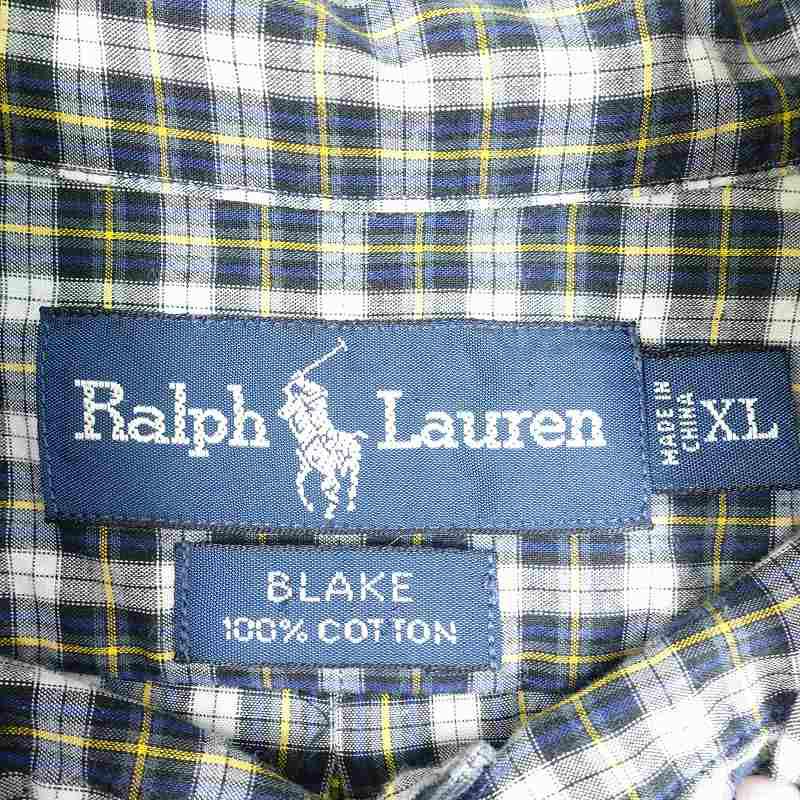 Ralph Lauren
MADE IN
CHINA
XL
BLAKE
100% COTTON